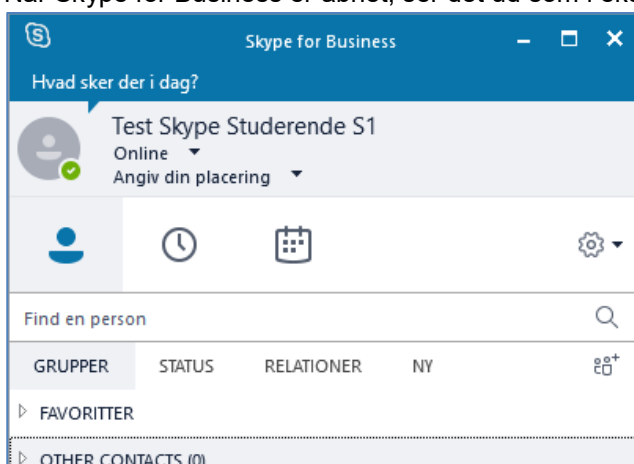 Skype for Business
Hvad sker der i dag?
Test Skype Studerende S1
Online
Angiv din placering
Find en person
GRUPPER STATUS RELATIONER NY
FAVORITTER
OTHER CONTACTS (0)